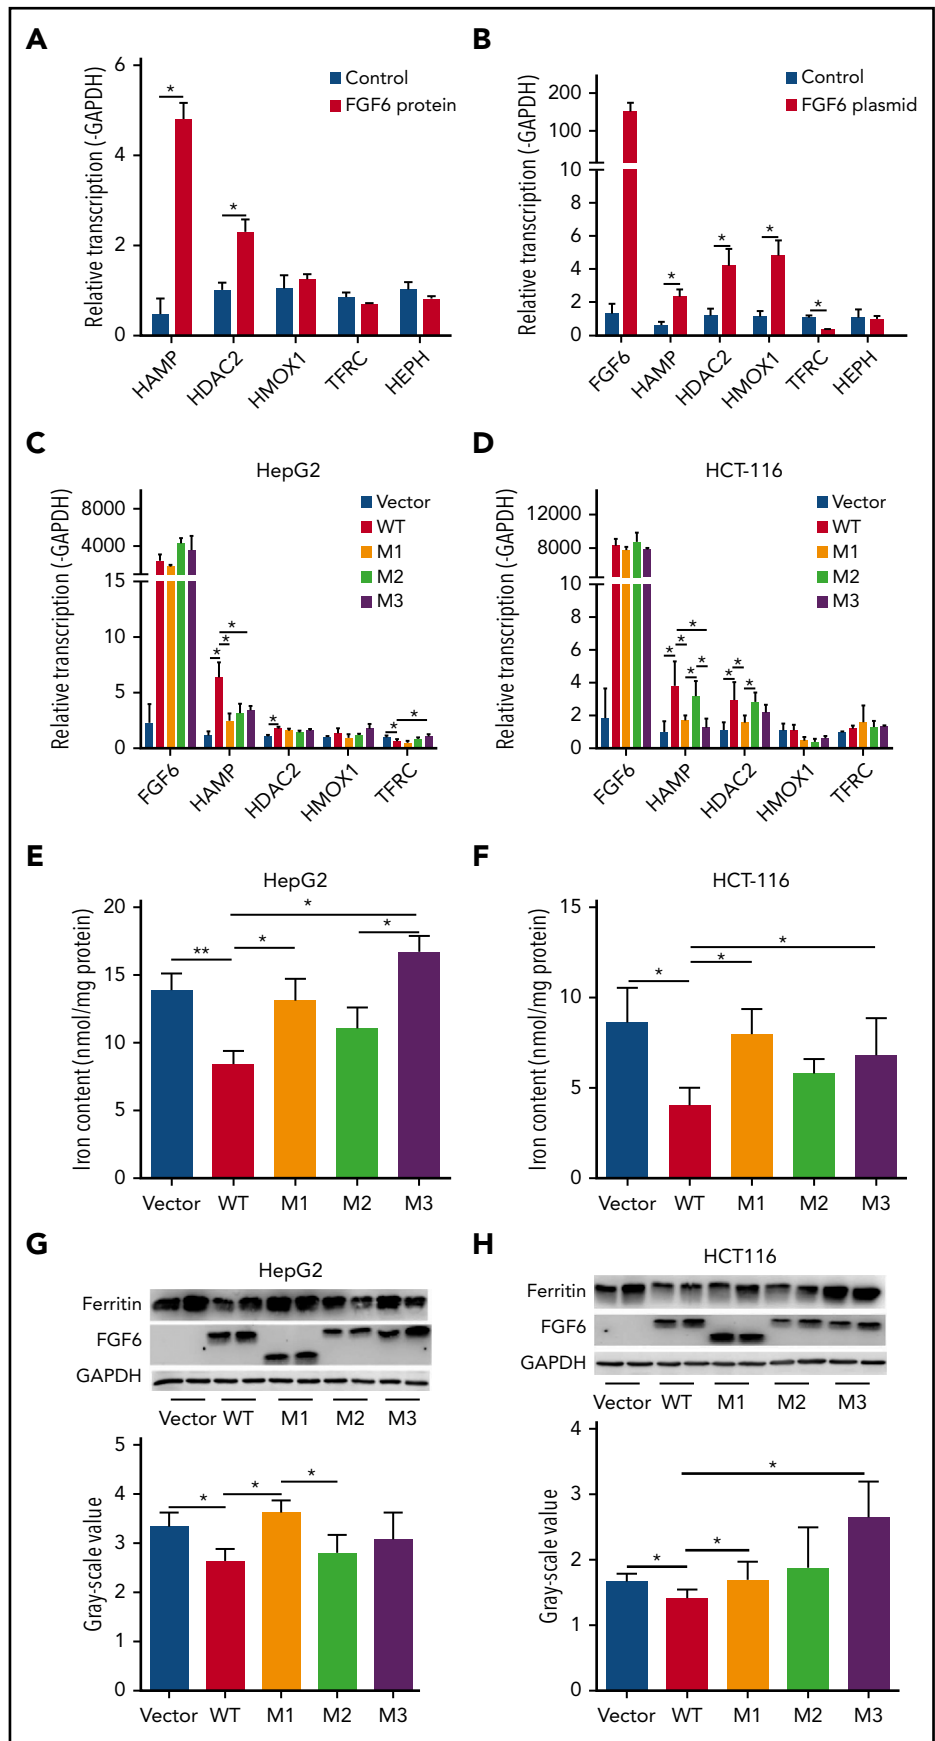 A
Relative transcription (-GAPDH)
6
4
2
0
*
*
Control
FGF6 protein
HAMP
HDAC2
HMOX1
TFRC
HEPH
B
Relative transcription (-GAPDH)
200
100
10
8
6
4
2
0
*
*
*
*
Control
FGF6 plasmid
FGF6
HAMP
HDAC2
HMOX1
TFRC
HEPH
C
HepG2
Relative transcription (-GAPDH)
8000
4000
15
10
5
0
*
*
*
*
*
*
Vector
WT
M1
M2
M3
FGF6
HAMP
HDAC2
HMOX1
TFRC
D
HCT-116
Relative transcription (-GAPDH)
12000
8000
10
8
6
4
2
0
*
*
*
*
*
*
*
*
Vector
WT
M1
M2
M3
FGF6
HAMP
HDAC2
HMOX1
TFRC
E
HepG2
Iron content (nmol/mg protein)
20
15
10
5
0
*
*
*
**
Vector WT M1 M2 M3
F
HCT-116
Iron content (nmol/mg protein)
15
10
5
0
*
*
*
Vector WT M1 M2 M3
G
HepG2
Ferritin
FGF6
GAPDH
Vector WT M1 M2 M3
Gray-scale value
5
4
3
2
1
0
*
*
*
Vector WT M1 M2 M3
H
HCT116
Ferritin
FGF6
GAPDH
Vector WT M1 M2 M3
Gray-scale value
4
3
2
1
0
*
*
*
Vector WT M1 M2 M3